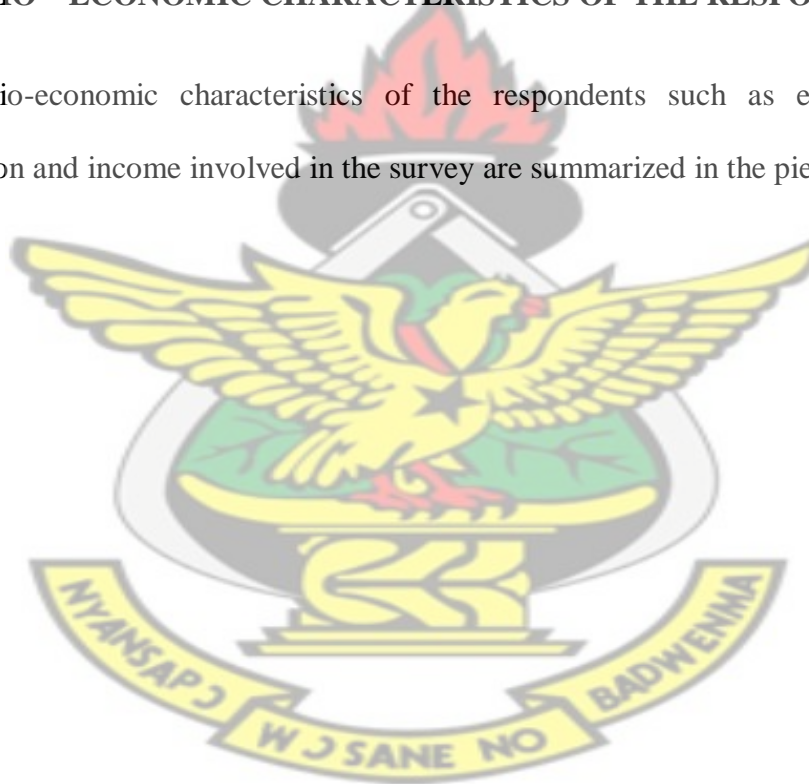 ECONOMIC CHARACTERISTICS OF THE
io-economic characteristics of the respondents such as e
on and income involved in the survey are summarized in the pie
NYANSAPƆ
WƆ SANE NO
BADWENMA